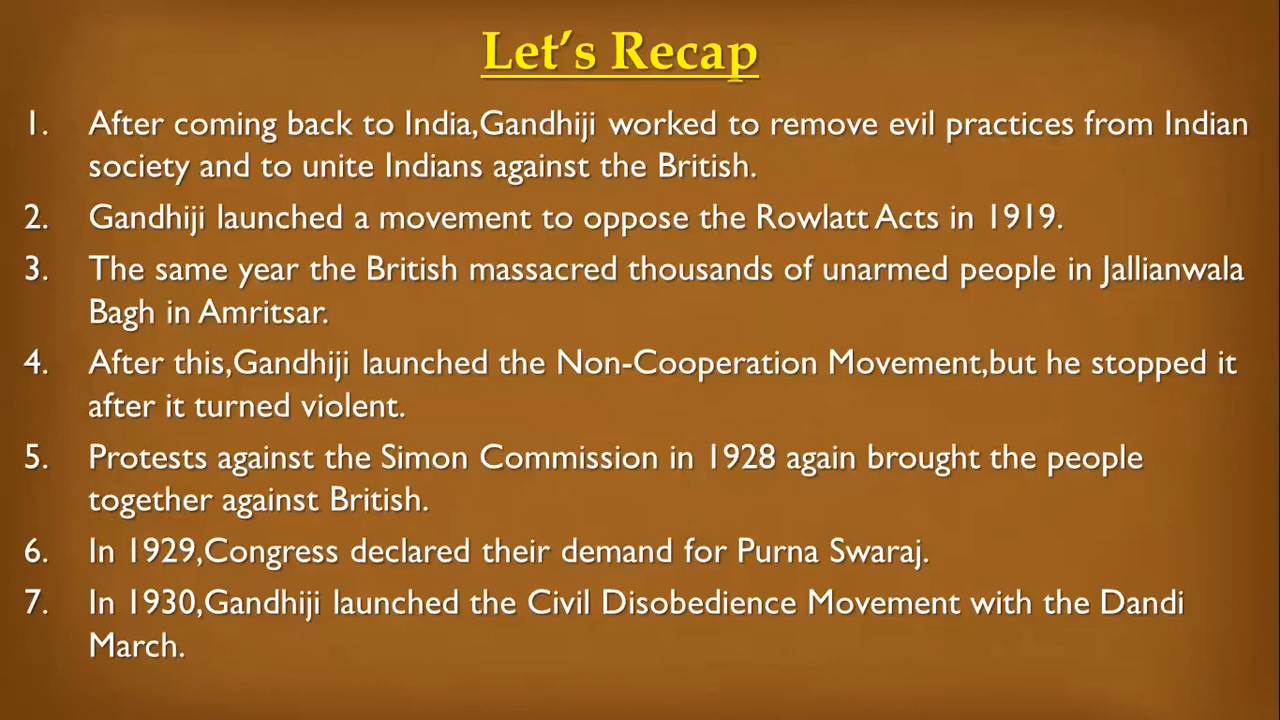 Let's Recap
1. After coming back to India,Gandhiji worked to remove evil practices from Indian
society and to unite Indians against the British.
2. Gandhiji launched a movement to oppose the Rowlatt Acts in 1919.
3. The same year the British massacred thousands of unarmed people in Jallianwala
Bagh in Amritsar.
4. After this,Gandhiji launched the Non-Cooperation Movement,but he stopped it
after it turned violent.
5. Protests against the Simon Commission in 1928 again brought the people
together against British.
6. In 1929,Congress declared their demand for Purna Swaraj.
7. In 1930,Gandhiji launched the Civil Disobedience Movement with the Dandi
March.